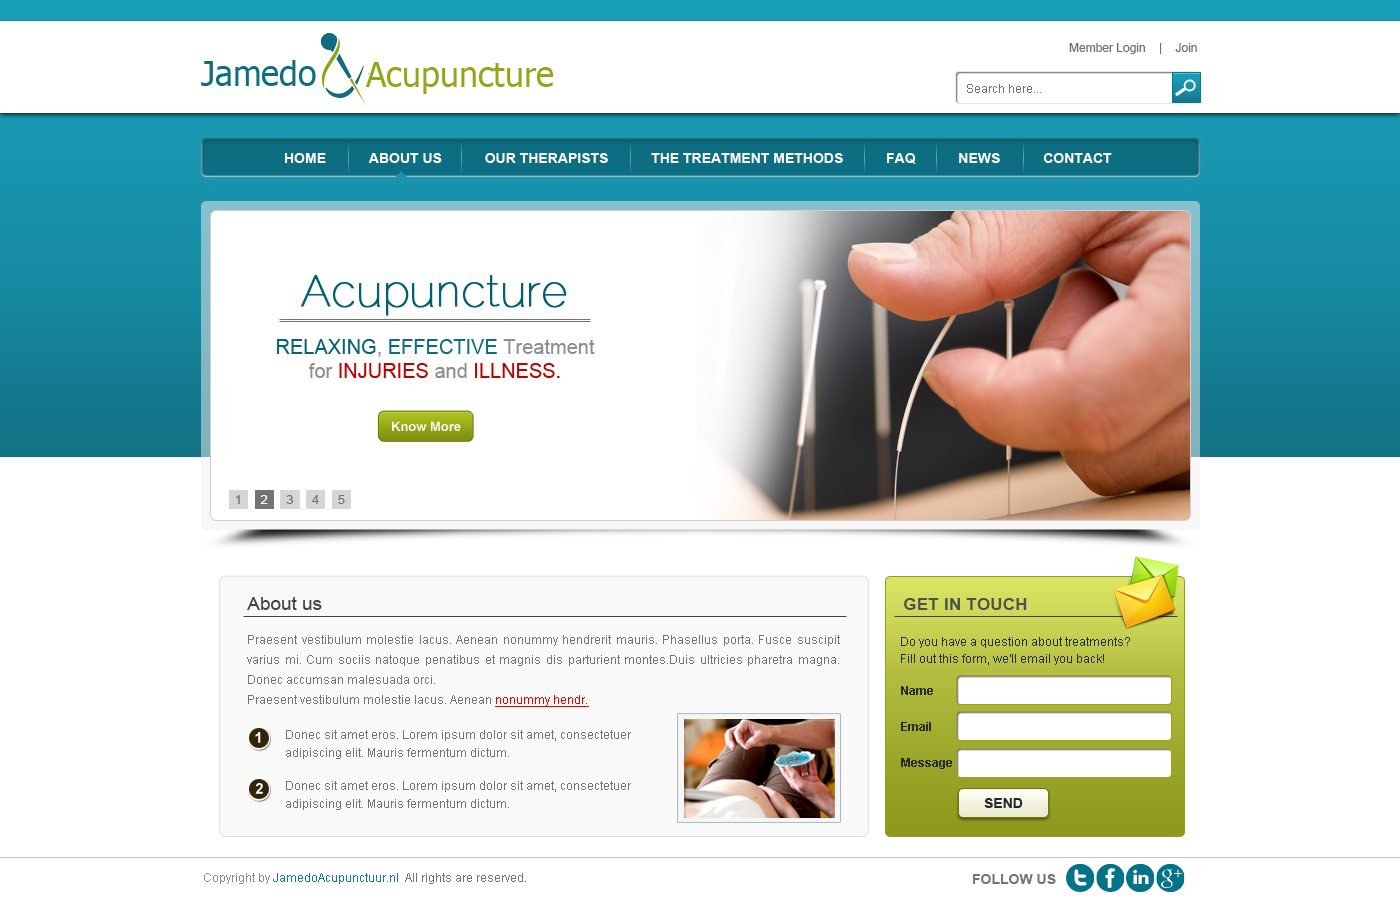 Jamedo Acupuncture
Member Login | Join
Search here...
HOME ABOUT US OUR THERAPISTS THE TREATMENT METHODS FAQ NEWS CONTACT
Acupuncture
RELAXING, EFFECTIVE Treatment
for INJURIES and ILLNESS.
Know More
1 2 3 4 5
About us
Praesent vestibulum molestie lacus. Aenean nonummy hendrerit mauris. Phasellus porta. Fusce suscipit
varius mi. Cum sociis natoque penatibus et magnis dis parturient montes.Duis ultricies pharetra magna.
Donec accumsan malesuada orci.
Praesent vestibulum molestie lacus. Aenean nonummy hendr.
1 Donec sit amet eros. Lorem ipsum dolor sit amet, consectetuer
adipiscing elit. Mauris fermentum dictum.
2 Donec sit amet eros. Lorem ipsum dolor sit amet, consectetuer
adipiscing elit. Mauris fermentum dictum.
GET IN TOUCH
Do you have a question about treatments?
Fill out this form, we'll email you back!
Name
Email
Message
SEND
Copyright by JamedoAcupunctuur.nl All rights are reserved.
FOLLOW US